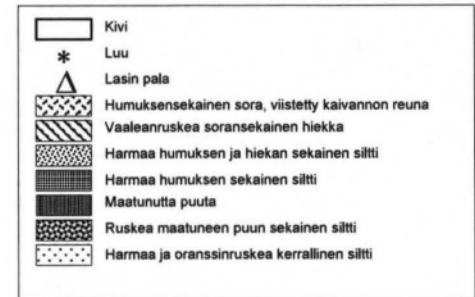 Kivi
Luu
Lasin pala
Humuksensekainen sora, viistetty kaivannon reuna
Vaaleanruskea soransekainen hiekka
Harmaa humuksen ja hiekan sekainen siltti
Harmaa humuksen sekainen siltti
Maatunutta puuta
Ruskea maatuneen puun sekainen siltti
Harmaa ja oranssinruskea kerrallinen siltti